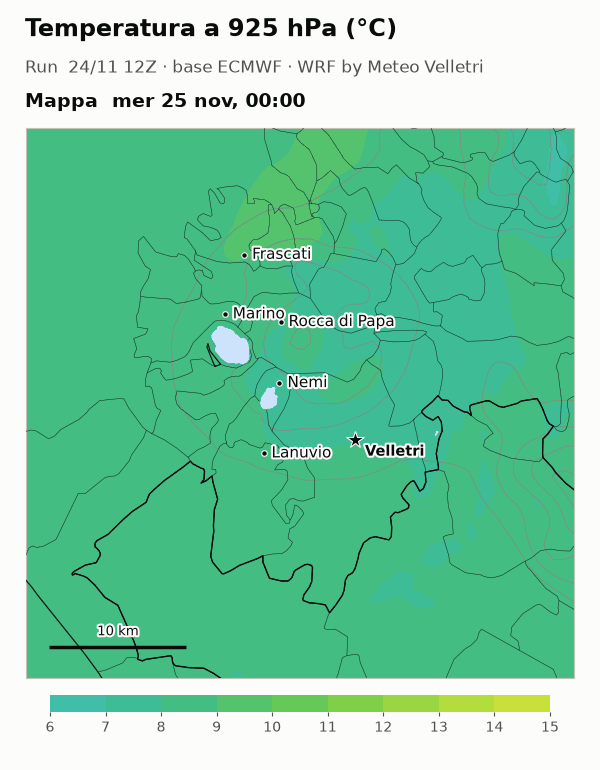 Temperatura a 925 hPa (°C)
Run  24/11 12Z · base ECMWF · WRF by Meteo Velletri
Mappa  mer 25 nov, 00:00
Frascati
Marino
Rocca di Papa
Nemi
Velletri
Lanuvio
10 km
6 7 8 9 10 11 12 13 14 15